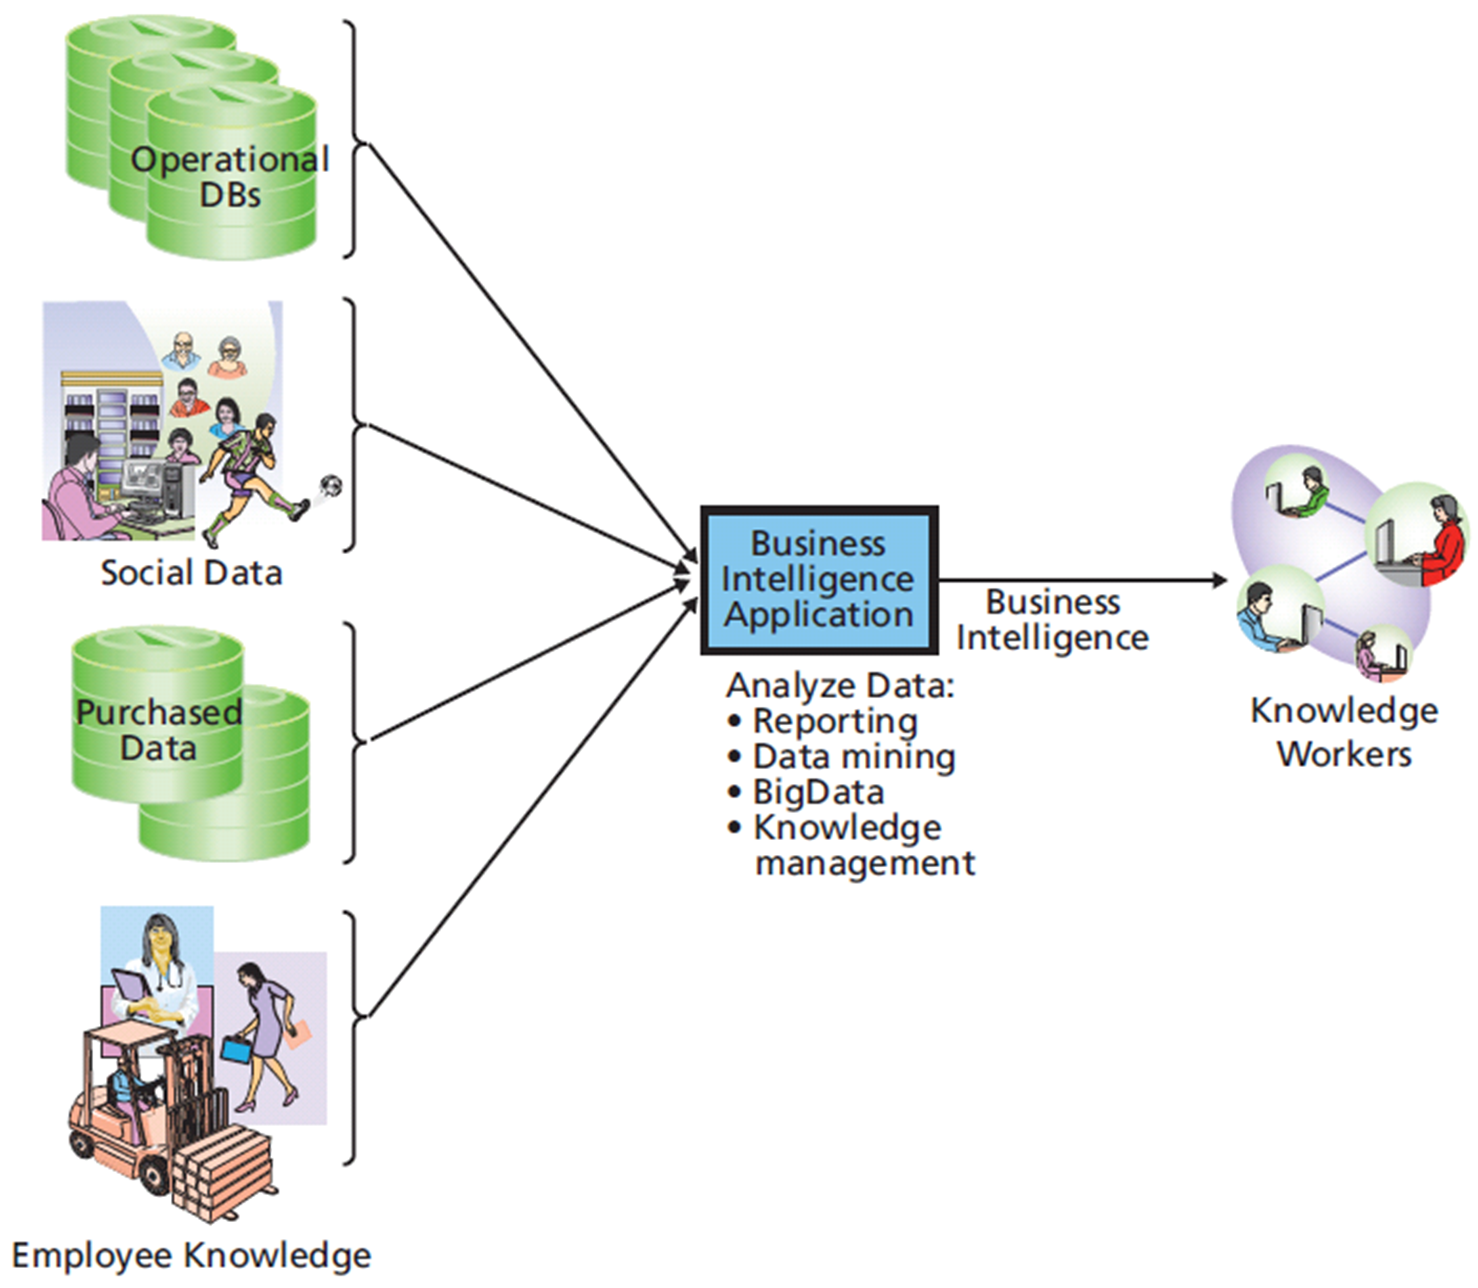 Operational
DBs
Social Data
Purchased
Data
Employee Knowledge
Business
Intelligence
Application
Analyze Data:
• Reporting
• Data mining
• BigData
• Knowledge
management
Business
Intelligence
Knowledge
Workers